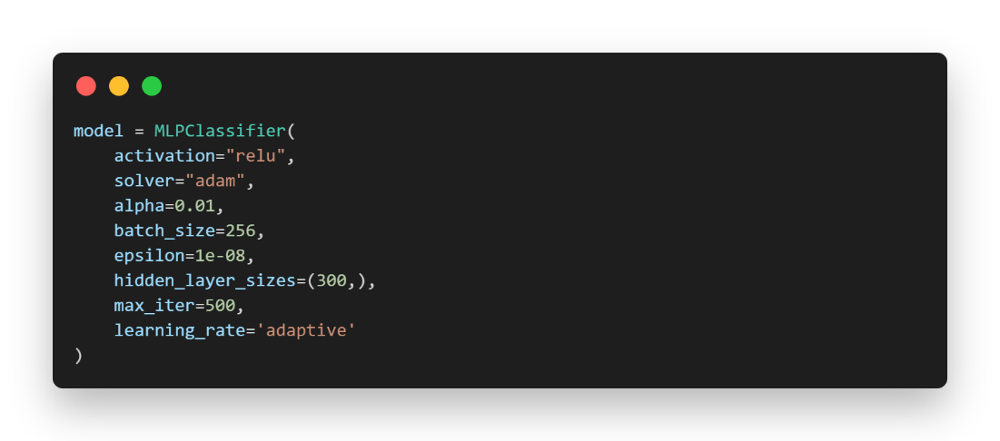 model = MLPClassifier(
    activation="relu",
    solver="adam",
    alpha=0.01,
    batch_size=256,
    epsilon=1e-08,
    hidden_layer_sizes=(300,),
    max_iter=500,
    learning_rate='adaptive'
)